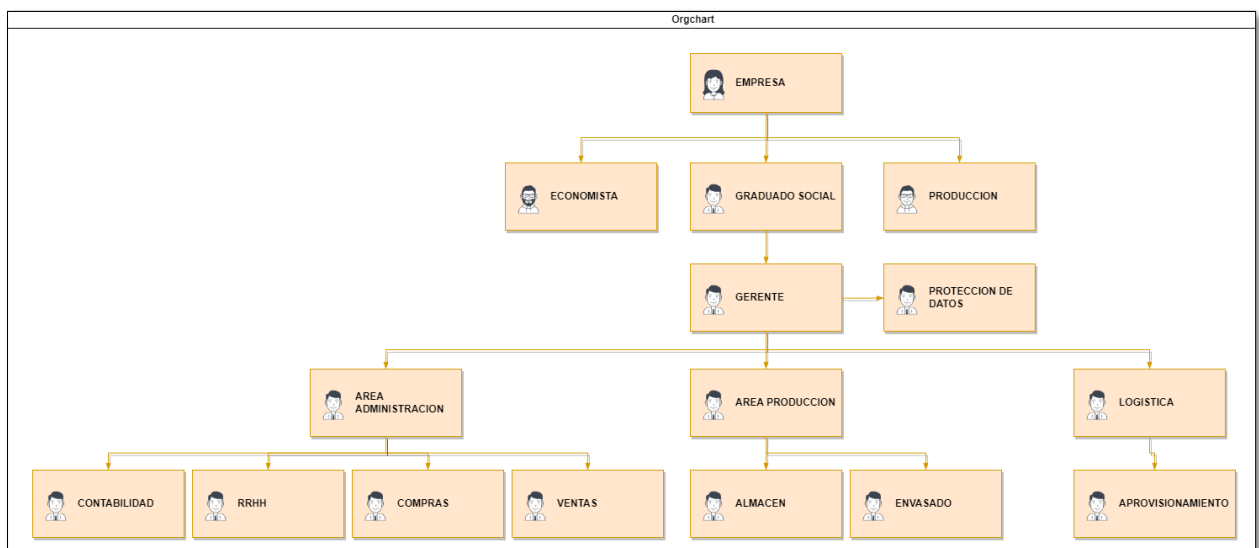 Orgchart
EMPRESA
ECONOMISTA
GRADUADO SOCIAL
PRODUCCION
GERENTE
PROTECCION DE
DATOS
AREA
ADMINISTRACION
AREA PRODUCCION
LOGISTICA
CONTABILIDAD
RRHH
COMPRAS
VENTAS
ALMACEN
ENVASADO
APROVISIONAMIENTO